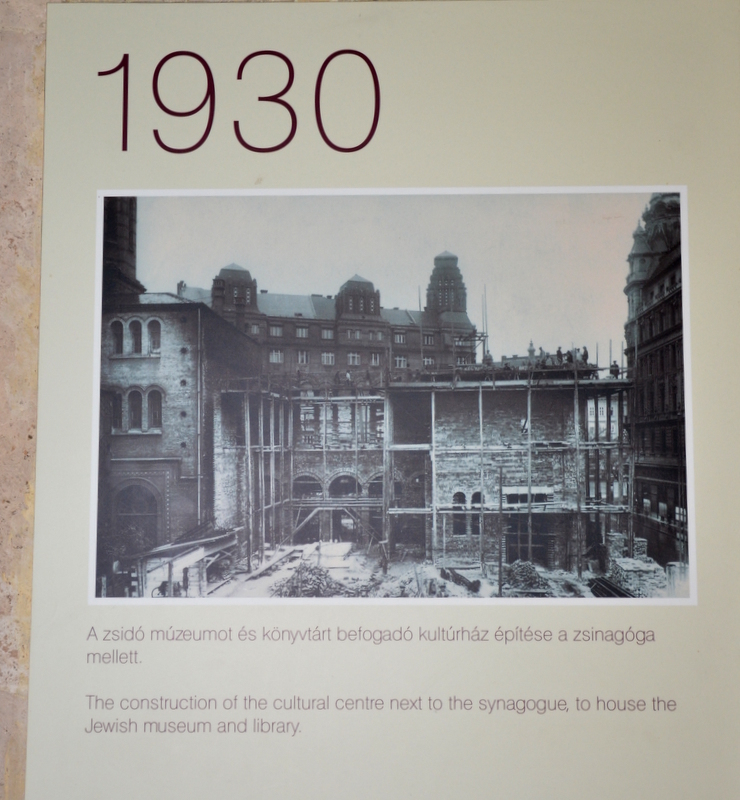 1930
A zsidó múzeumot és könyvtárt befogadó kultúrház építése a zsinagóga
mellett.
The construction of the cultural centre next to the synagogue, to house the
Jewish museum and library.